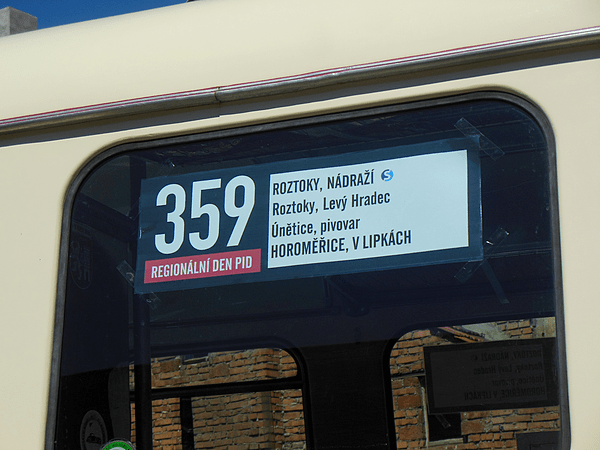 359
REGIONÁLNÍ DEN PID
ROZTOKY, NÁDRAŽÍ S
Roztoky, Levý Hradec
Únětice, pivovar
HOROMĚŘICE, V LIPKÁCH